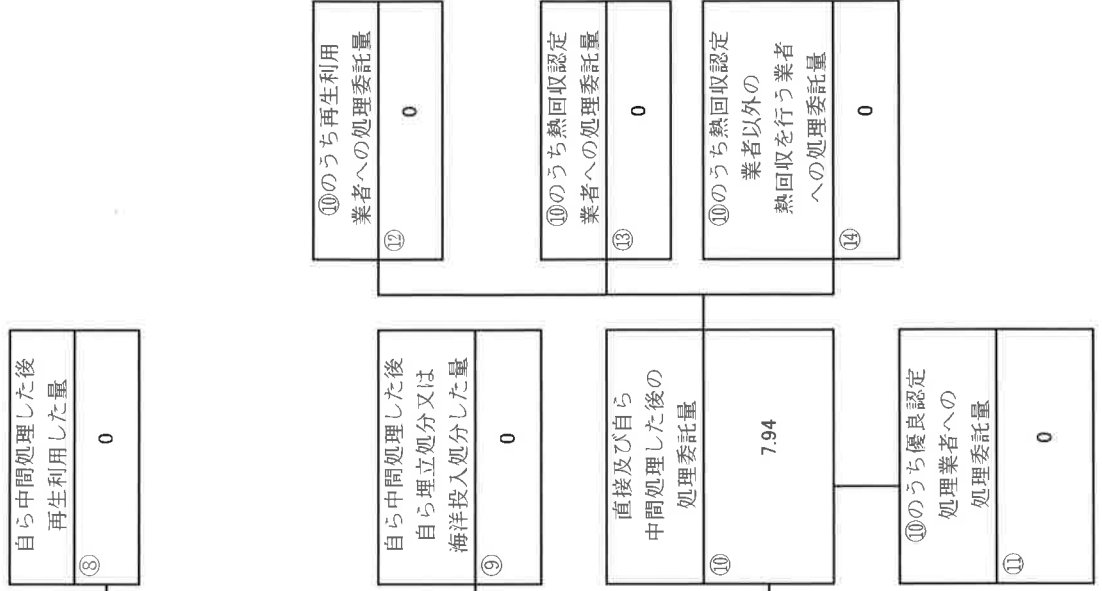 自ら中間処理した後
再生利用した量
⑧
0
自ら中間処理した後
自ら埋立処分又は
海洋投入処分した量
⑨
0
直接及び自ら
中間処理した後の
処理委託量
⑩
7.94
⑩のうち優良認定
処理業者への
処理委託量
⑪
0
⑩のうち再生利用
業者への処理委託量
⑫
0
⑩のうち熱回収認定
業者への処理委託量
⑬
0
⑩のうち熱回収認定
業者以外の
熱回収を行う業者
への処理委託量
⑭
0